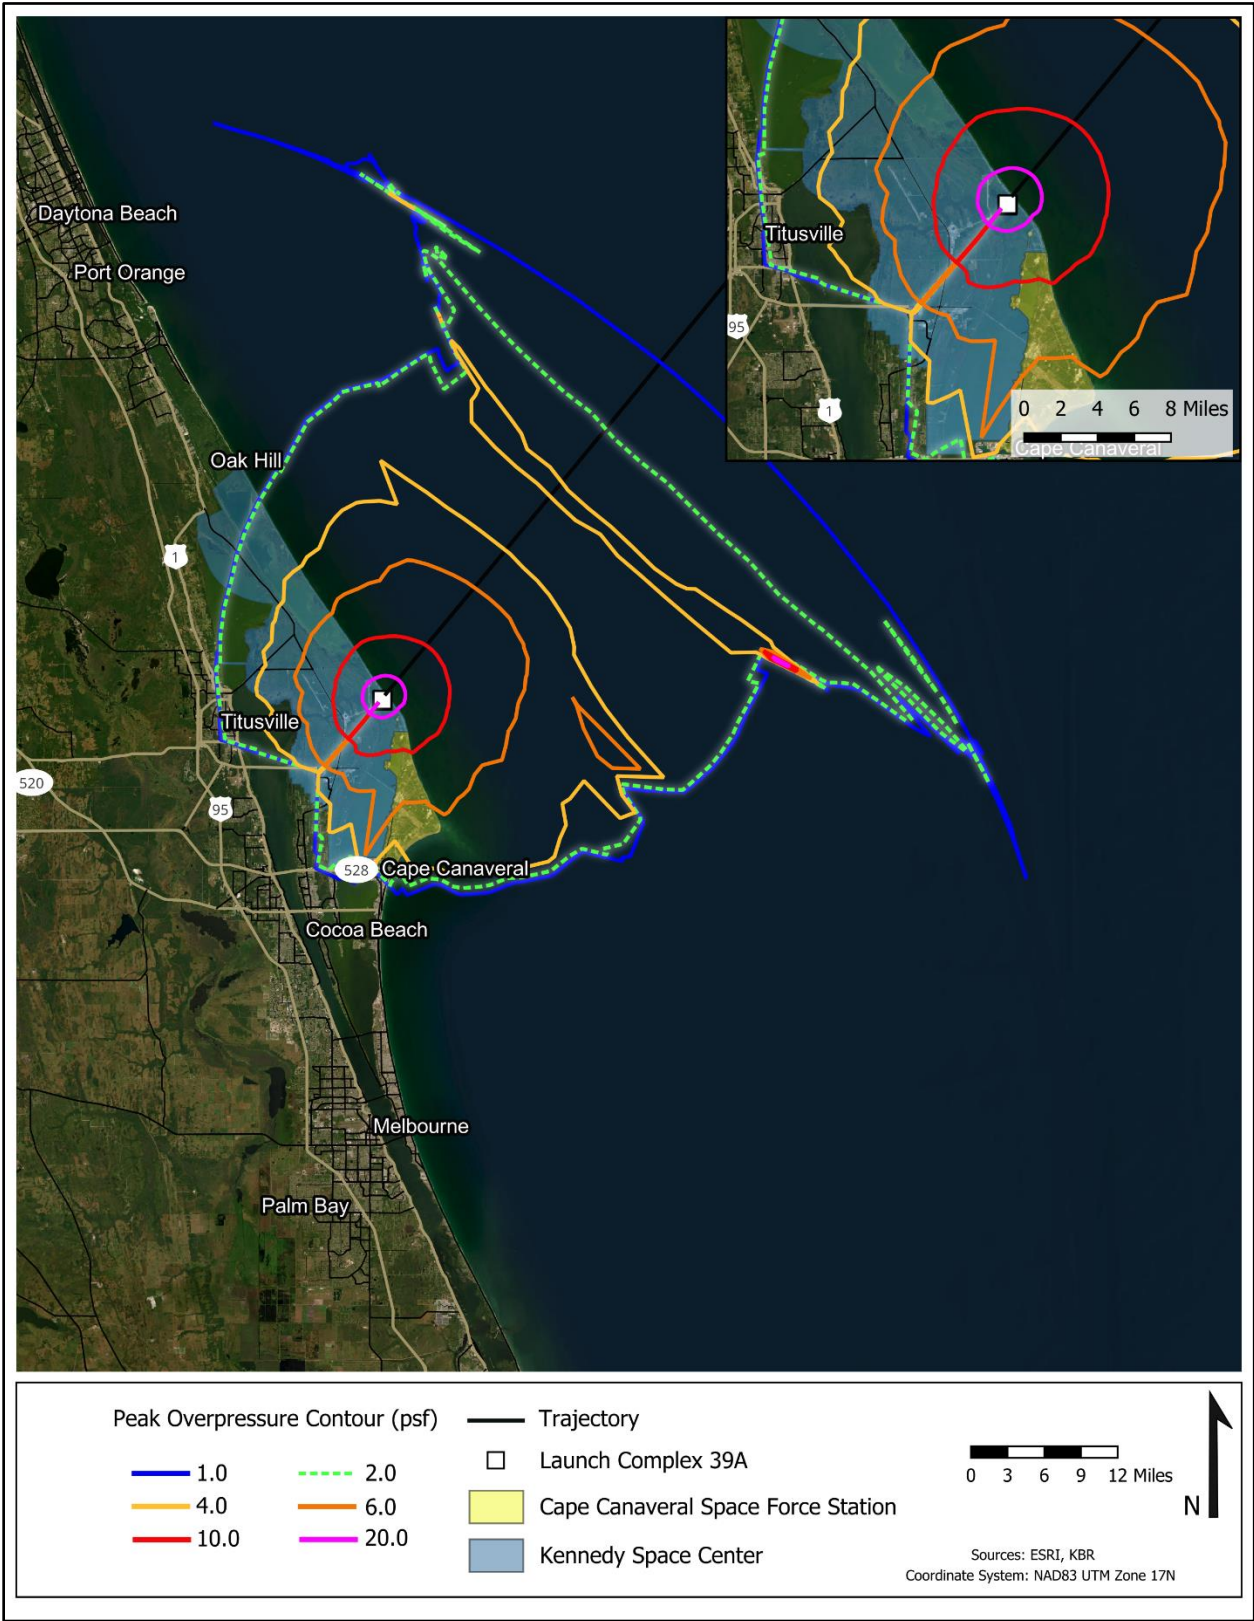 Daytona Beach
Port Orange
Oak Hill
1
Titusville
520
95
528
Cape Canaveral
Cocoa Beach
Melbourne
Palm Bay
Titusville
95
1
0 2 4 6 8 Miles
Cape Canaveral
Peak Overpressure Contour (psf)
1.0
2.0
4.0
6.0
10.0
20.0
Trajectory
Launch Complex 39A
Cape Canaveral Space Force Station
Kennedy Space Center
0 3 6 9 12 Miles
N
Sources: ESRI, KBR
Coordinate System: NAD83 UTM Zone 17N